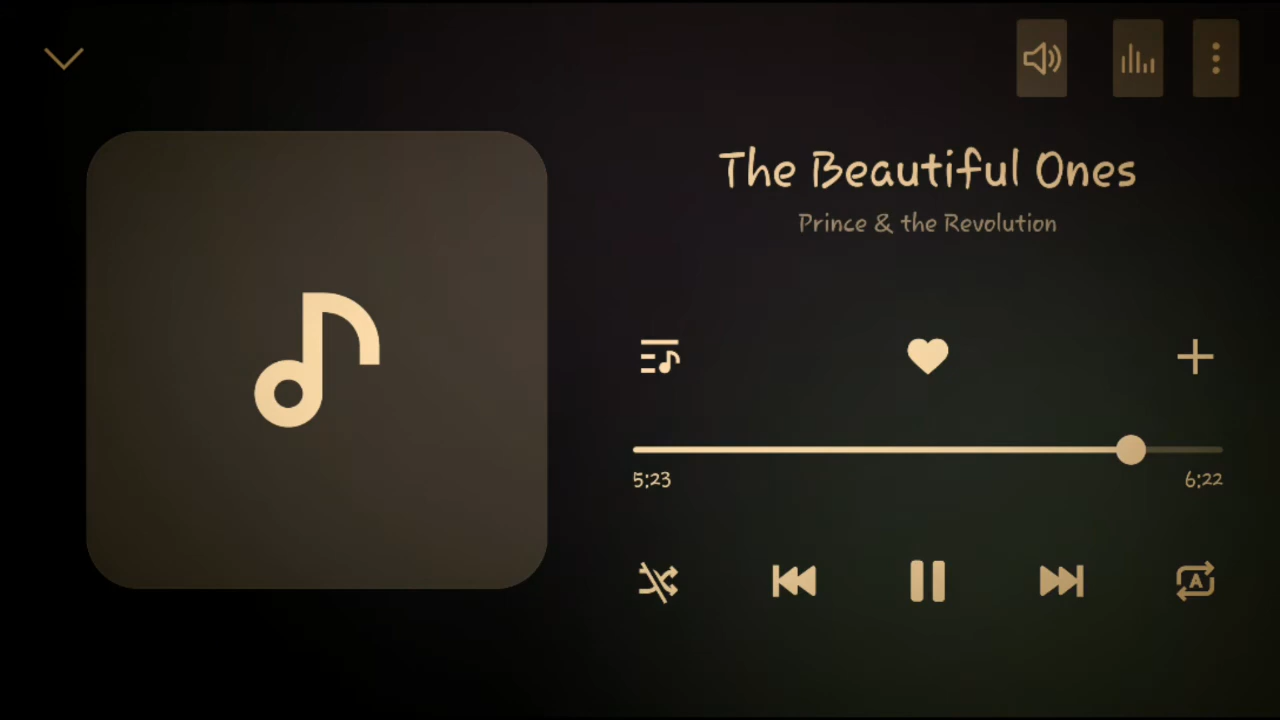 The Beautiful Ones
Prince & the Revolution
5:23
6:22
A